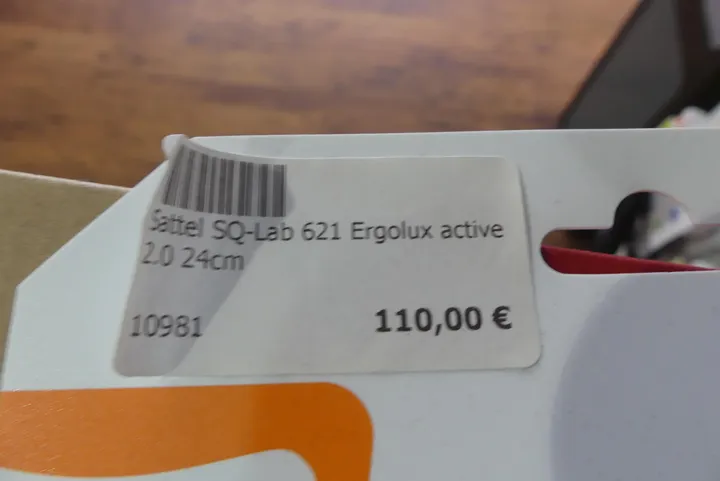 Sattel SQ-Lab 621 Ergolux active
2.0 24cm
10981
110,00 €